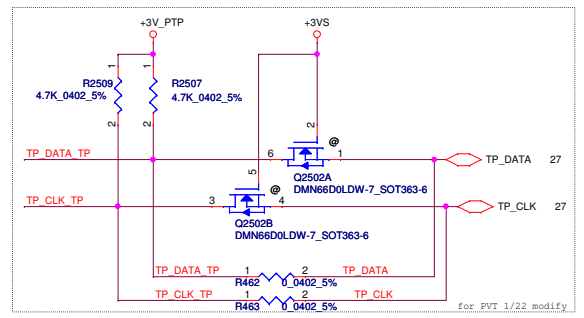 +3V_PTP
+3VS
1
1
R2509
4.7K_0402_5%
R2507
4.7K_0402_5%
2
2
2
@
TP_DATA_TP
6
1
TP_DATA
27
Q2502A
DMN66D0LDW-7_SOT363-6
5
@
TP_CLK_TP
3
4
TP_CLK
27
Q2502B
DMN66D0LDW-7_SOT363-6
TP_DATA_TP
1
2
TP_DATA
R462
0_0402_5%
TP_CLK_TP
1
2
TP_CLK
R463
0_0402_5%
for PVT 1/22 modify